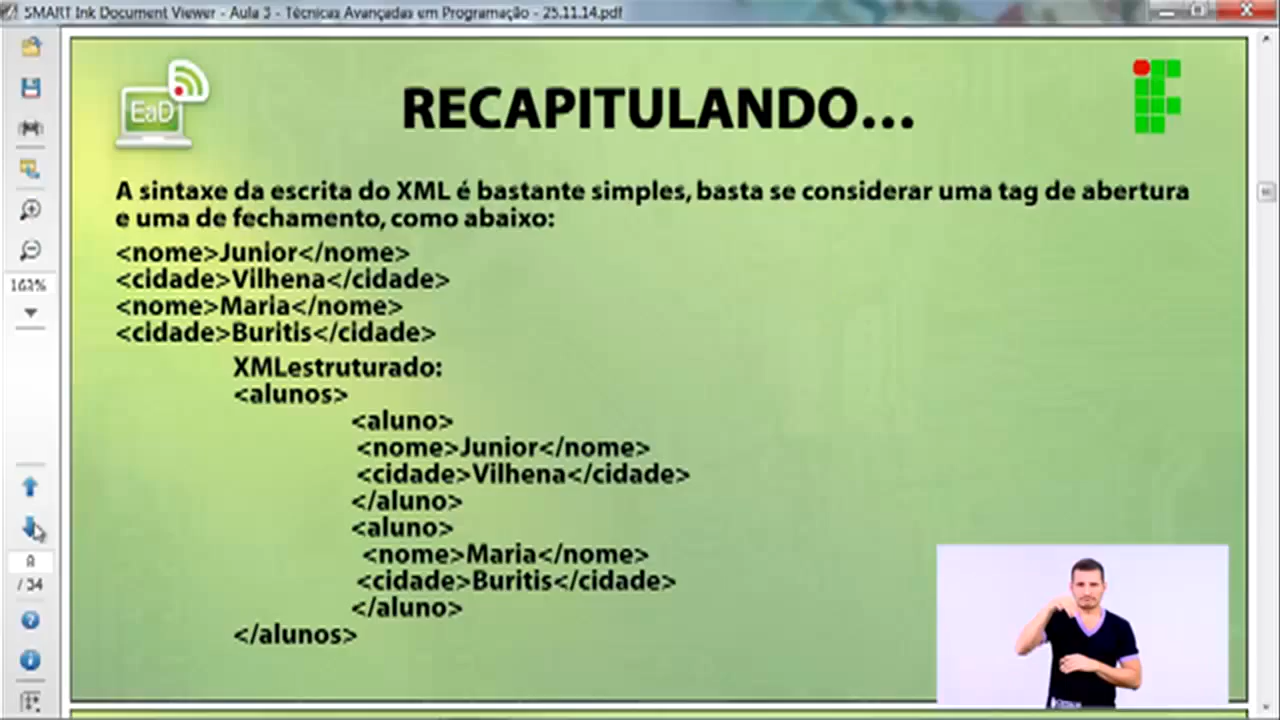 SMART Ink Document Viewer - Aula 3 - Técnicas Avançadas em Programação - 25.11.14.pdf
EaD
RECAPITULANDO...
A sintaxe da escrita do XML é bastante simples, basta se considerar uma tag de abertura
e uma de fechamento, como abaixo:
<nome>Junior</nome>
<cidade>Vilhena</cidade>
<nome>Maria</nome>
<cidade>Buritis</cidade>
XMLestruturado:
<alunos>
<aluno>
<nome>Junior</nome>
<cidade>Vilhena</cidade>
</aluno>
<aluno>
<nome>Maria</nome>
<cidade>Buritis</cidade>
</aluno>
</alunos>
/ 34